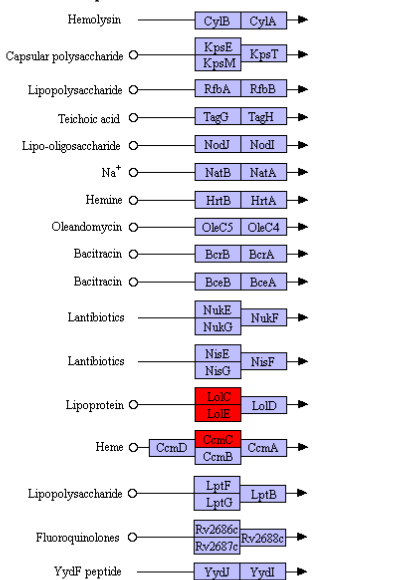 Hemolysin CylB CylA
Capsular polysaccharide KpsE KpsM KpsT
Lipopolysaccharide RfbA RfbB
Teichoic acid TagG TagH
Lipo-oligosaccharide NodJ NodI
Na+ NatB NatA
Hemine HrtB HrtA
Oleandomycin OleC5 OleC4
Bacitracin BcrB BcrA
Bacitracin BceB BceA
Lantibiotics NukE NukG NukF
Lantibiotics NisE NisG NisF
Lipoprotein LolC LolE LolD
Heme CcmD CcmC CcmB CcmA
Lipopolysaccharide LptF LptG LptB
Fluoroquinolones Rv2686c Rv2687c Rv2688c
YydF peptide YydJ YydI